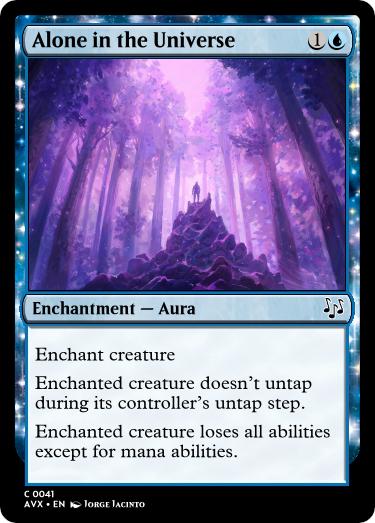 Alone in the Universe 1
Enchantment — Aura
Enchant creature
Enchanted creature doesn't untap
during its controller's untap step.
Enchanted creature loses all abilities
except for mana abilities.
C 0041
AVX • EN Jorge Jacinto